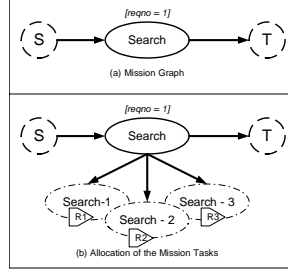 [reqno = 1]
S Search T
(a) Mission Graph
[reqno = 1]
S Search T
Search-1 Search - 2 Search - 3
R1 R2 R3
(b) Allocation of the Mission Tasks